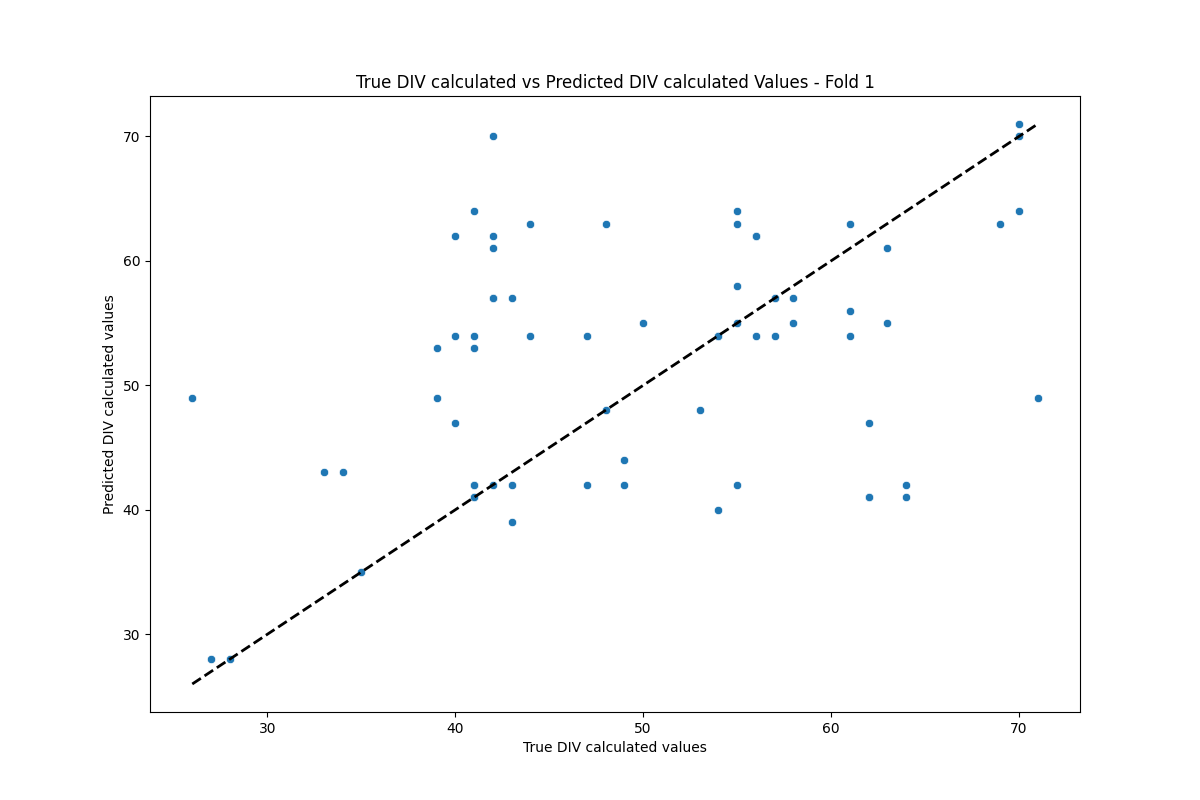 True DIV calculated vs Predicted DIV calculated Values - Fold 1
Predicted DIV calculated values
70
60
50
40
30
30 40 50 60 70
True DIV calculated values